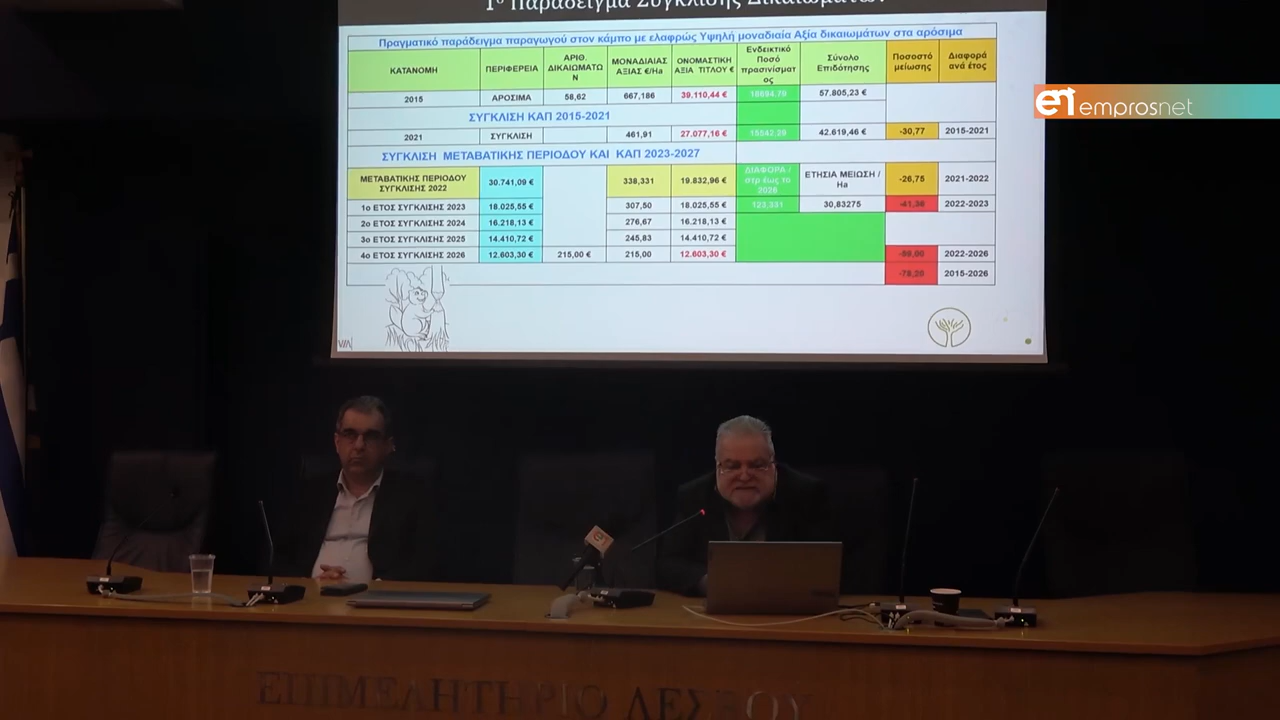 1ο Παράδειγμα Σύγκλισης Δικαιωμάτων
Πραγματικό παράδειγμα παραγωγού στον κάμπο με ελαφρώς Υψηλή μοναδιαία Αξία δικαιωμάτων στα αρόσιμα
ΚΑΤΑΝΟΜΗ ΠΕΡΙΦΕΡΕΙΑ ΑΡΙΘ. ΔΙΚΑΙΩΜΑΤΩΝ ΜΟΝΑΔΙΑΙΑΣ ΑΞΙΑΣ €/Ha ΟΝΟΜΑΣΤΙΚΗ ΑΞΙΑ ΤΙΤΛΟΥ € Ενδεικτικό Ποσό πρασινίσματος Σύνολο Επιδότησης Ποσοστό μείωσης Διαφορά ανά έτος
2015 ΑΡΟΣΙΜΑ 58,62 667,186 39.110,44 € 18694,79 57.805,23 €
ΣΥΓΚΛΙΣΗ ΚΑΠ 2015-2021
2021 ΣΥΓΚΛΙΣΗ 461,91 27.077,16 € 15542,29 42.619,46 € -30,77 2015-2021
ΣΥΓΚΛΙΣΗ ΜΕΤΑΒΑΤΙΚΗΣ ΠΕΡΙΟΔΟΥ ΚΑΙ ΚΑΠ 2023-2027
ΜΕΤΑΒΑΤΙΚΗΣ ΠΕΡΙΟΔΟΥ ΣΥΓΚΛΙΣΗΣ 2022 30.741,09 € 338,331 19.832,96 € ΔΙΑΦΟΡΑ / στρ έως το 2026 ΕΤΗΣΙΑ ΜΕΙΩΣΗ / Ha -26,75 2021-2022
1ο ΕΤΟΣ ΣΥΓΚΛΙΣΗΣ 2023 18.025,55 € 307,50 18.025,55 € 123,331 30,83275 -41,36 2022-2023
2ο ΕΤΟΣ ΣΥΓΚΛΙΣΗΣ 2024 16.218,13 € 276,67 16.218,13 €
3ο ΕΤΟΣ ΣΥΓΚΛΙΣΗΣ 2025 14.410,72 € 245,83 14.410,72 €
4ο ΕΤΟΣ ΣΥΓΚΛΙΣΗΣ 2026 12.603,30 € 215,00 € 215,00 12.603,30 € -59,00 2022-2026
-78,20 2015-2026
emprosnet
ΕΠΙΜΕΛΗΤΗΡΙΟ ΛΕΣΒΟΥ